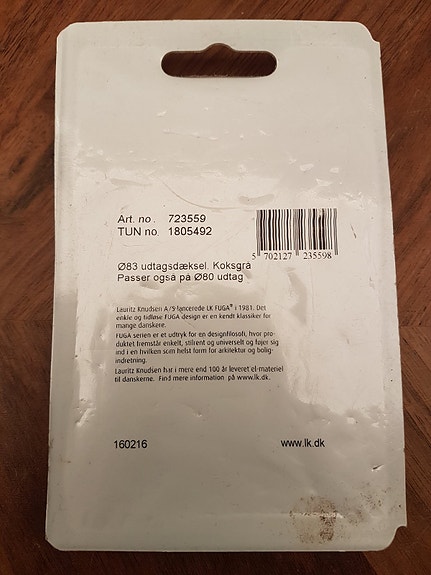 Art. no. 723559
TUN no 1805492
5 702127 235598
Ø83 udtagsdæksel. Koksgrå
Passer også på Ø80 udtag
Lauritz Knudsen A/S lancerede LK FUGA® i 1981. Det
enkle og tidløse FUGA design er en kendt klassiker for
mange danskere.
FUGA serien er et udtryk for en designfilosofi, hvor pro-
duktet fremstår enkelt, stilrent og universelt og føjer sig
ind i en hvilken som helst form for arkitektur og bolig-
indretning.
Lauritz Knudsen har i mere end 100 år leveret el-materiel
til danskerne. Find mere information på www.lk.dk.
160216 www.lk.dk